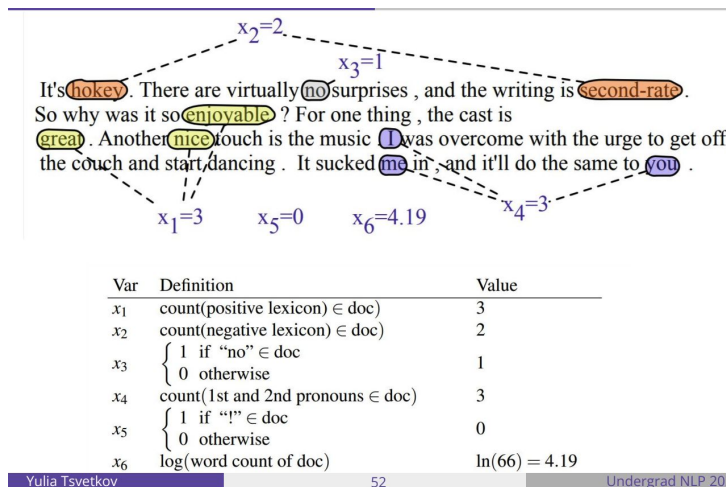 x2=2
x3=1
It's hokey . There are virtually no surprises , and the writing is second-rate .
So why was it so enjoyable ? For one thing , the cast is
great . Another nice touch is the music . I was overcome with the urge to get off
the couch and start dancing . It sucked me in , and it'll do the same to you .
x1=3 x5=0 x6=4.19 x4=3
Var Definition Value
x1 count(positive lexicon) ∈ doc) 3
x2 count(negative lexicon) ∈ doc) 2
x3 { 1 if “no” ∈ doc
0 otherwise 1
x4 count(1st and 2nd pronouns ∈ doc) 3
x5 { 1 if “!” ∈ doc
0 otherwise 0
x6 log(word count of doc) ln(66) = 4.19
Yulia Tsvetkov 52 Undergrad NLP 20